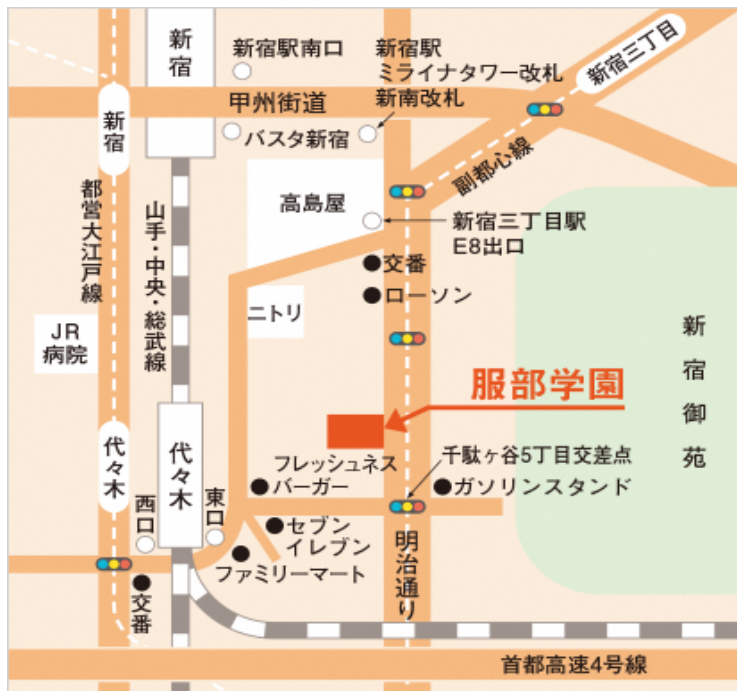 新宿
新宿駅南口
新宿駅
ミライナタワー改札
新南改札
新宿三丁目
甲州街道
新宿
バスタ新宿
副都心線
都営大江戸線
山手・中央・総武線
高島屋
新宿三丁目駅
E8出口
交番
ローソン
ニトリ
JR
病院
新宿御苑
服部学園
代々木
代々木
千駄ヶ谷5丁目交差点
フレッシュネス
バーガー
ガソリンスタンド
西口
東口
セブン
イレブン
ファミリーマート
明治通り
交番
首都高速4号線